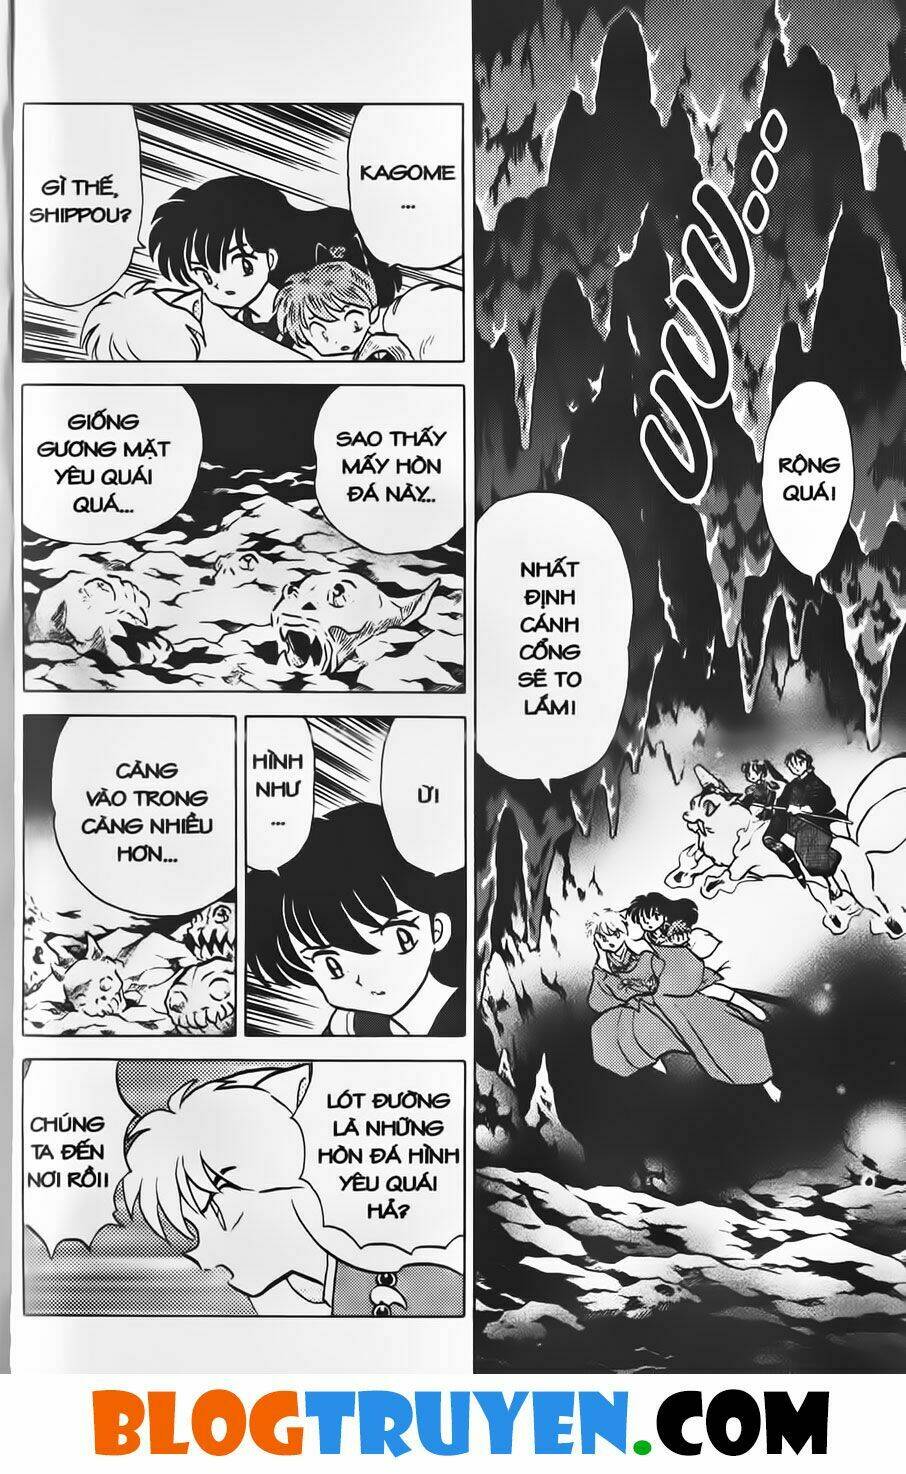 UUU...
RỘNG
QUÁ!
NHẤT
ĐỊNH
CÁNH
CỔNG
SẼ TO
LẮM!
KAGOME
...
GÌ THẾ,
SHIPPOU?
SAO THẤY
MẤY HÒN
ĐÁ NÀY...
GIỐNG
GƯƠNG MẶT
YÊU QUÁI
QUÁ...
ỪI
HÌNH
NHƯ
...
CÀNG
VÀO TRONG
CÀNG NHIỀU
HƠN...
LÓT ĐƯỜNG
LÀ NHỮNG
HÒN ĐÁ HÌNH
YÊU QUÁI
HẢ?
CHÚNG
TA ĐẾN
NƠI RỒI!
BLOGTRUYEN.COM